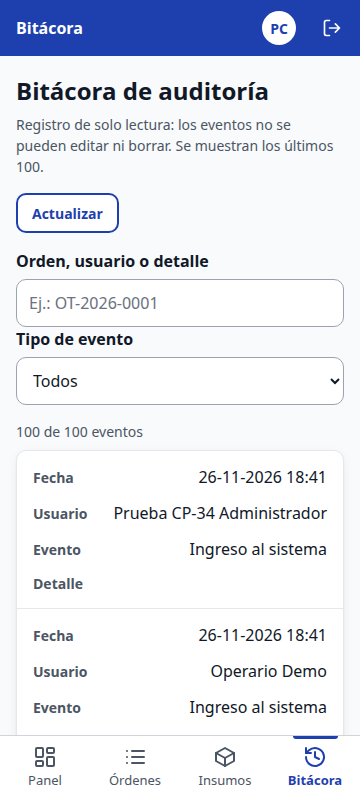 Bitácora
PC
Bitácora de auditoría
Registro de solo lectura: los eventos no se
pueden editar ni borrar. Se muestran los últimos
100.
Actualizar
Orden, usuario o detalle
Ej.: OT-2026-0001
Tipo de evento
Todos
100 de 100 eventos
Fecha 26-11-2026 18:41
Usuario Prueba CP-34 Administrador
Evento Ingreso al sistema
Detalle
Fecha 26-11-2026 18:41
Usuario Operario Demo
Evento Ingreso al sistema
Panel Órdenes Insumos Bitácora